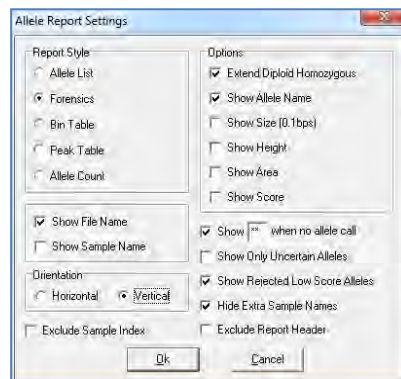 Allele Report Settings
Report Style
Allele List
Forensics
Bin Table
Peak Table
Allele Count
Show File Name
Show Sample Name
Orientation
Horizontal
Vertical
Exclude Sample Index
Options
Extend Diploid Homozygous
Show Allele Name
Show Size (0.1bps)
Show Height
Show Area
Show Score
Show ** when no allele call
Show Only Uncertain Alleles
Show Rejected Low Score Alleles
Hide Extra Sample Names
Exclude Report Header
Ok
Cancel